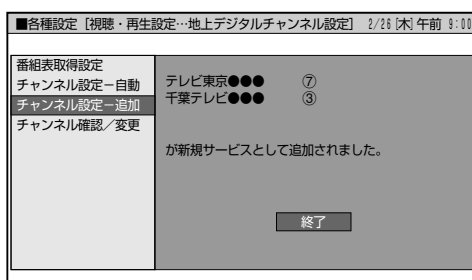 ■各種設定［視聴・再生設定…地上デジタルチャンネル設定］ 2/26[木]午前 9:00
番組表取得設定
チャンネル設定－自動
チャンネル設定－追加
チャンネル確認／変更
テレビ東京●●● ⑦
千葉テレビ●●● ③
が新規サービスとして追加されました。
終了